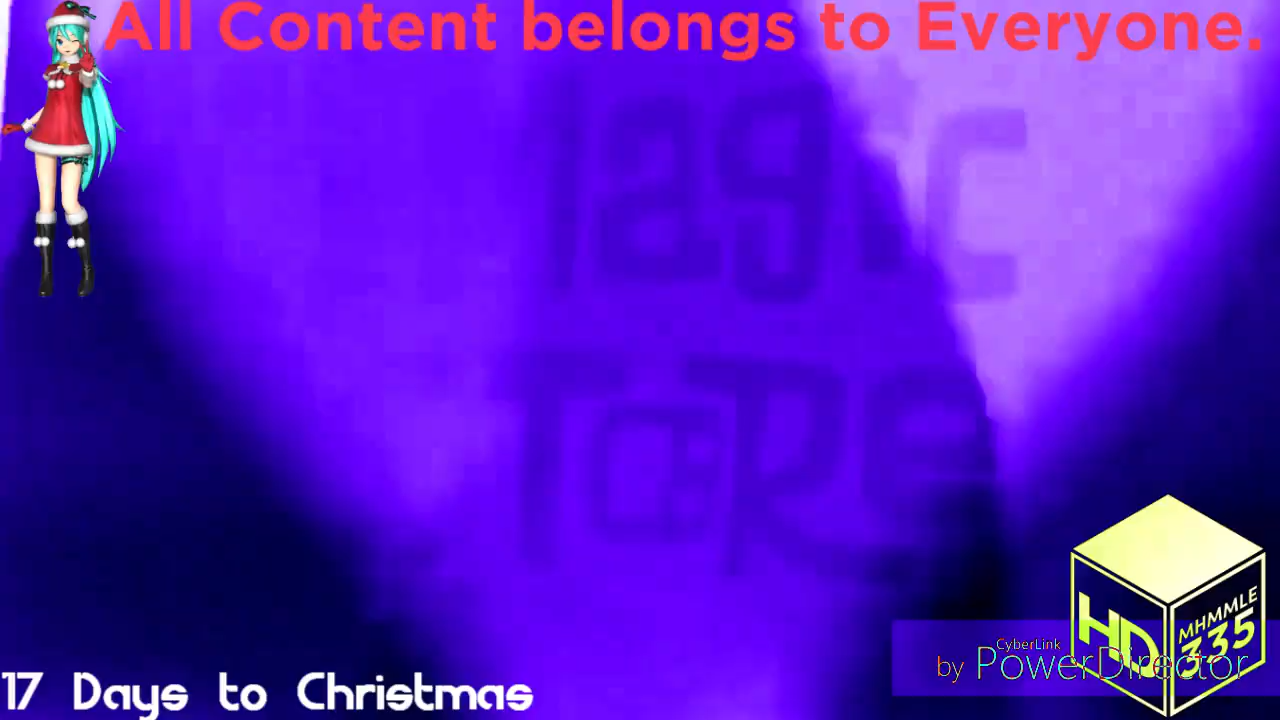 All Content belongs to Everyone.
17 Days to Christmas
HD
MHMMLE
335
CyberLink
by PowerDirector